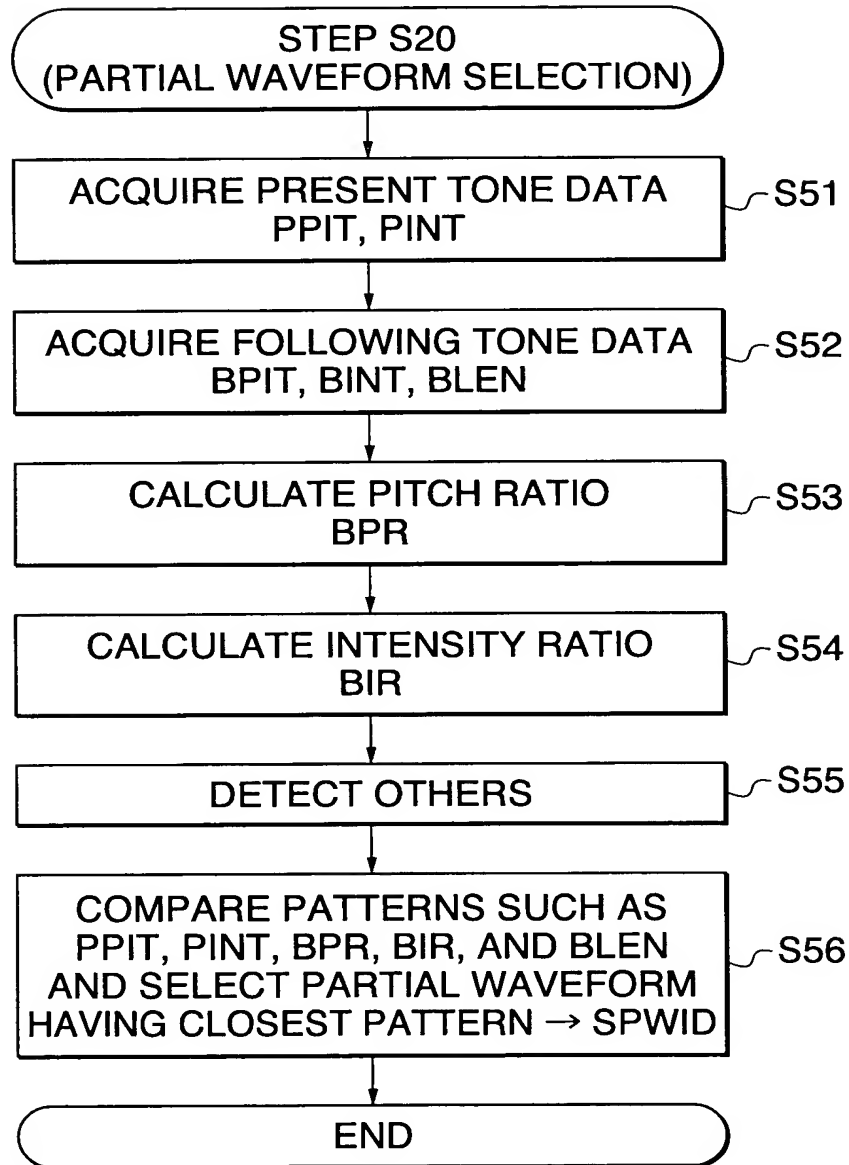 STEP S20
(PARTIAL WAVEFORM SELECTION)
ACQUIRE PRESENT TONE DATA
PPIT, PINT
S51
ACQUIRE FOLLOWING TONE DATA
BPIT, BINT, BLEN
S52
CALCULATE PITCH RATIO
BPR
S53
CALCULATE INTENSITY RATIO
BIR
S54
DETECT OTHERS
S55
COMPARE PATTERNS SUCH AS
PPIT, PINT, BPR, BIR, AND BLEN
AND SELECT PARTIAL WAVEFORM
HAVING CLOSEST PATTERN → SPWID
S56
END